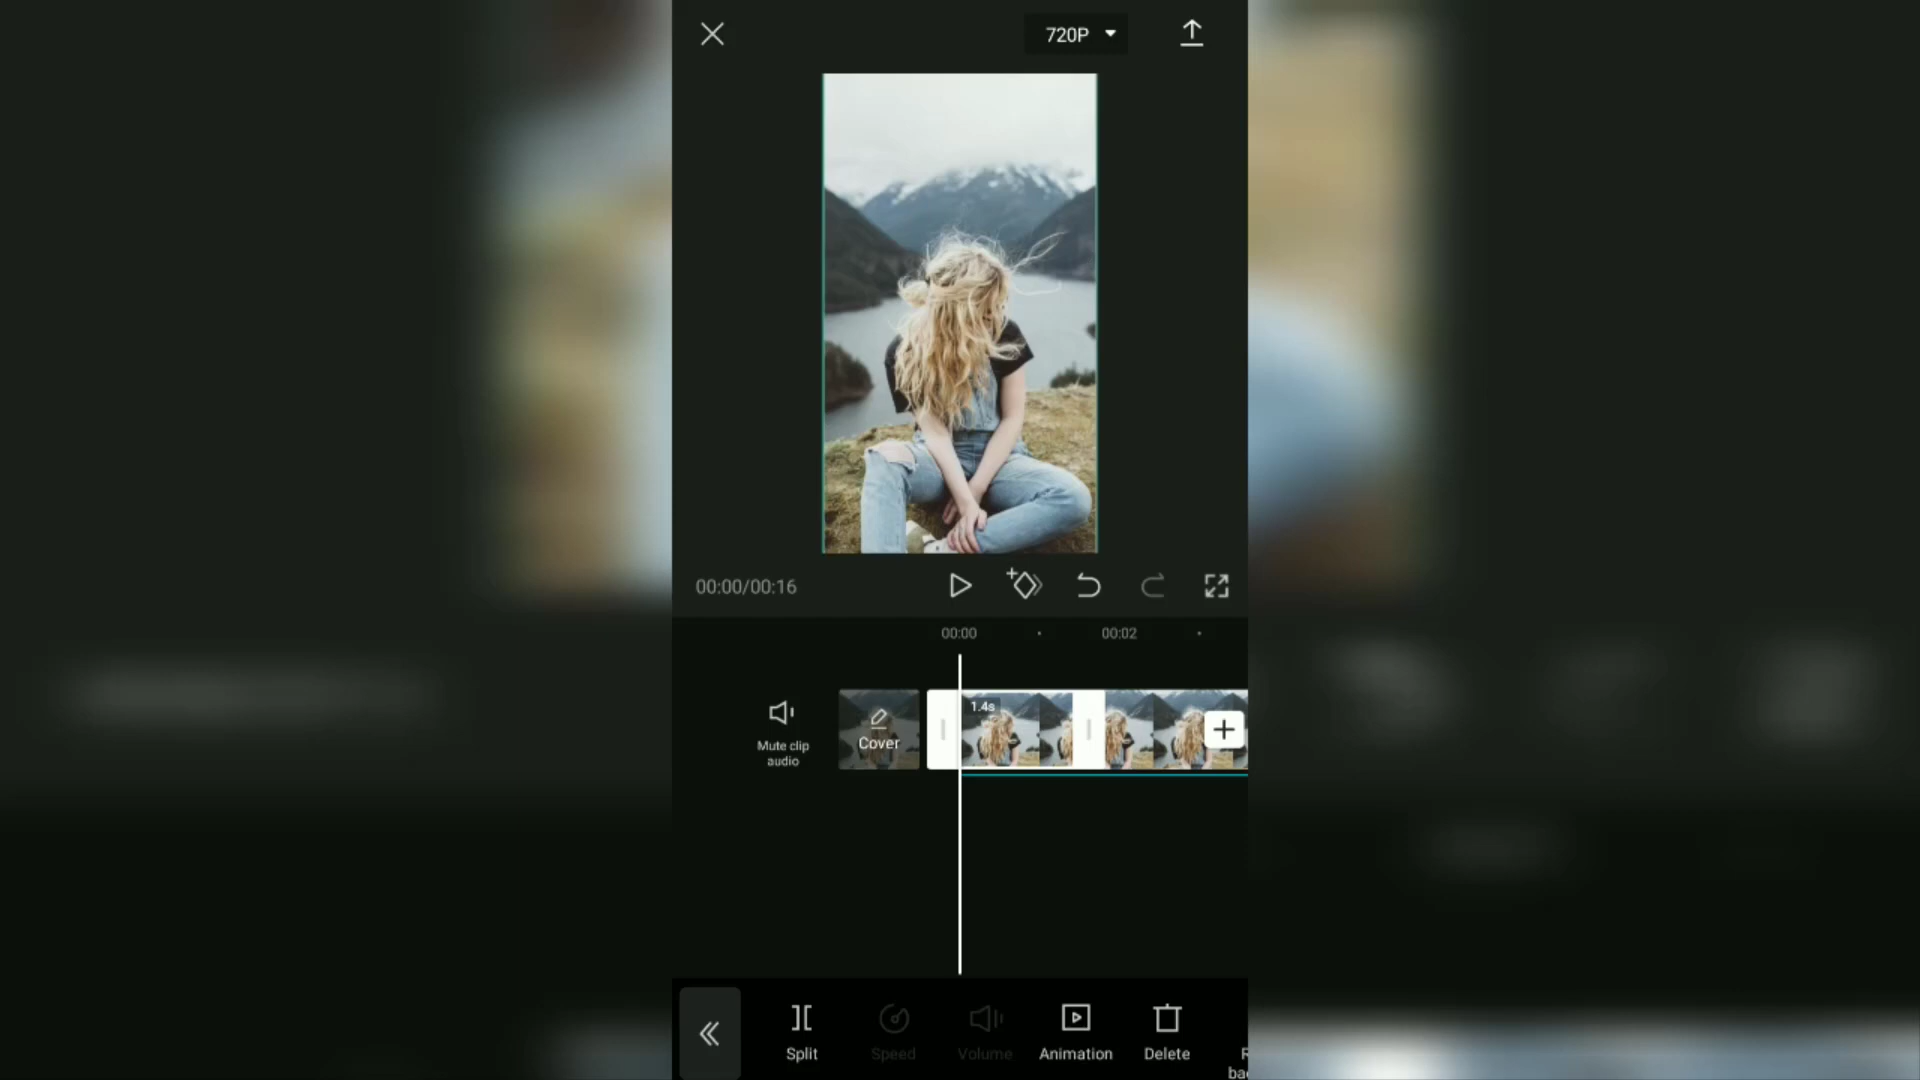 720P
00:00/00:16
00:00
00:02
1.4s
Cover
Mute clip
audio
Split
Speed
Volume
Animation
Delete